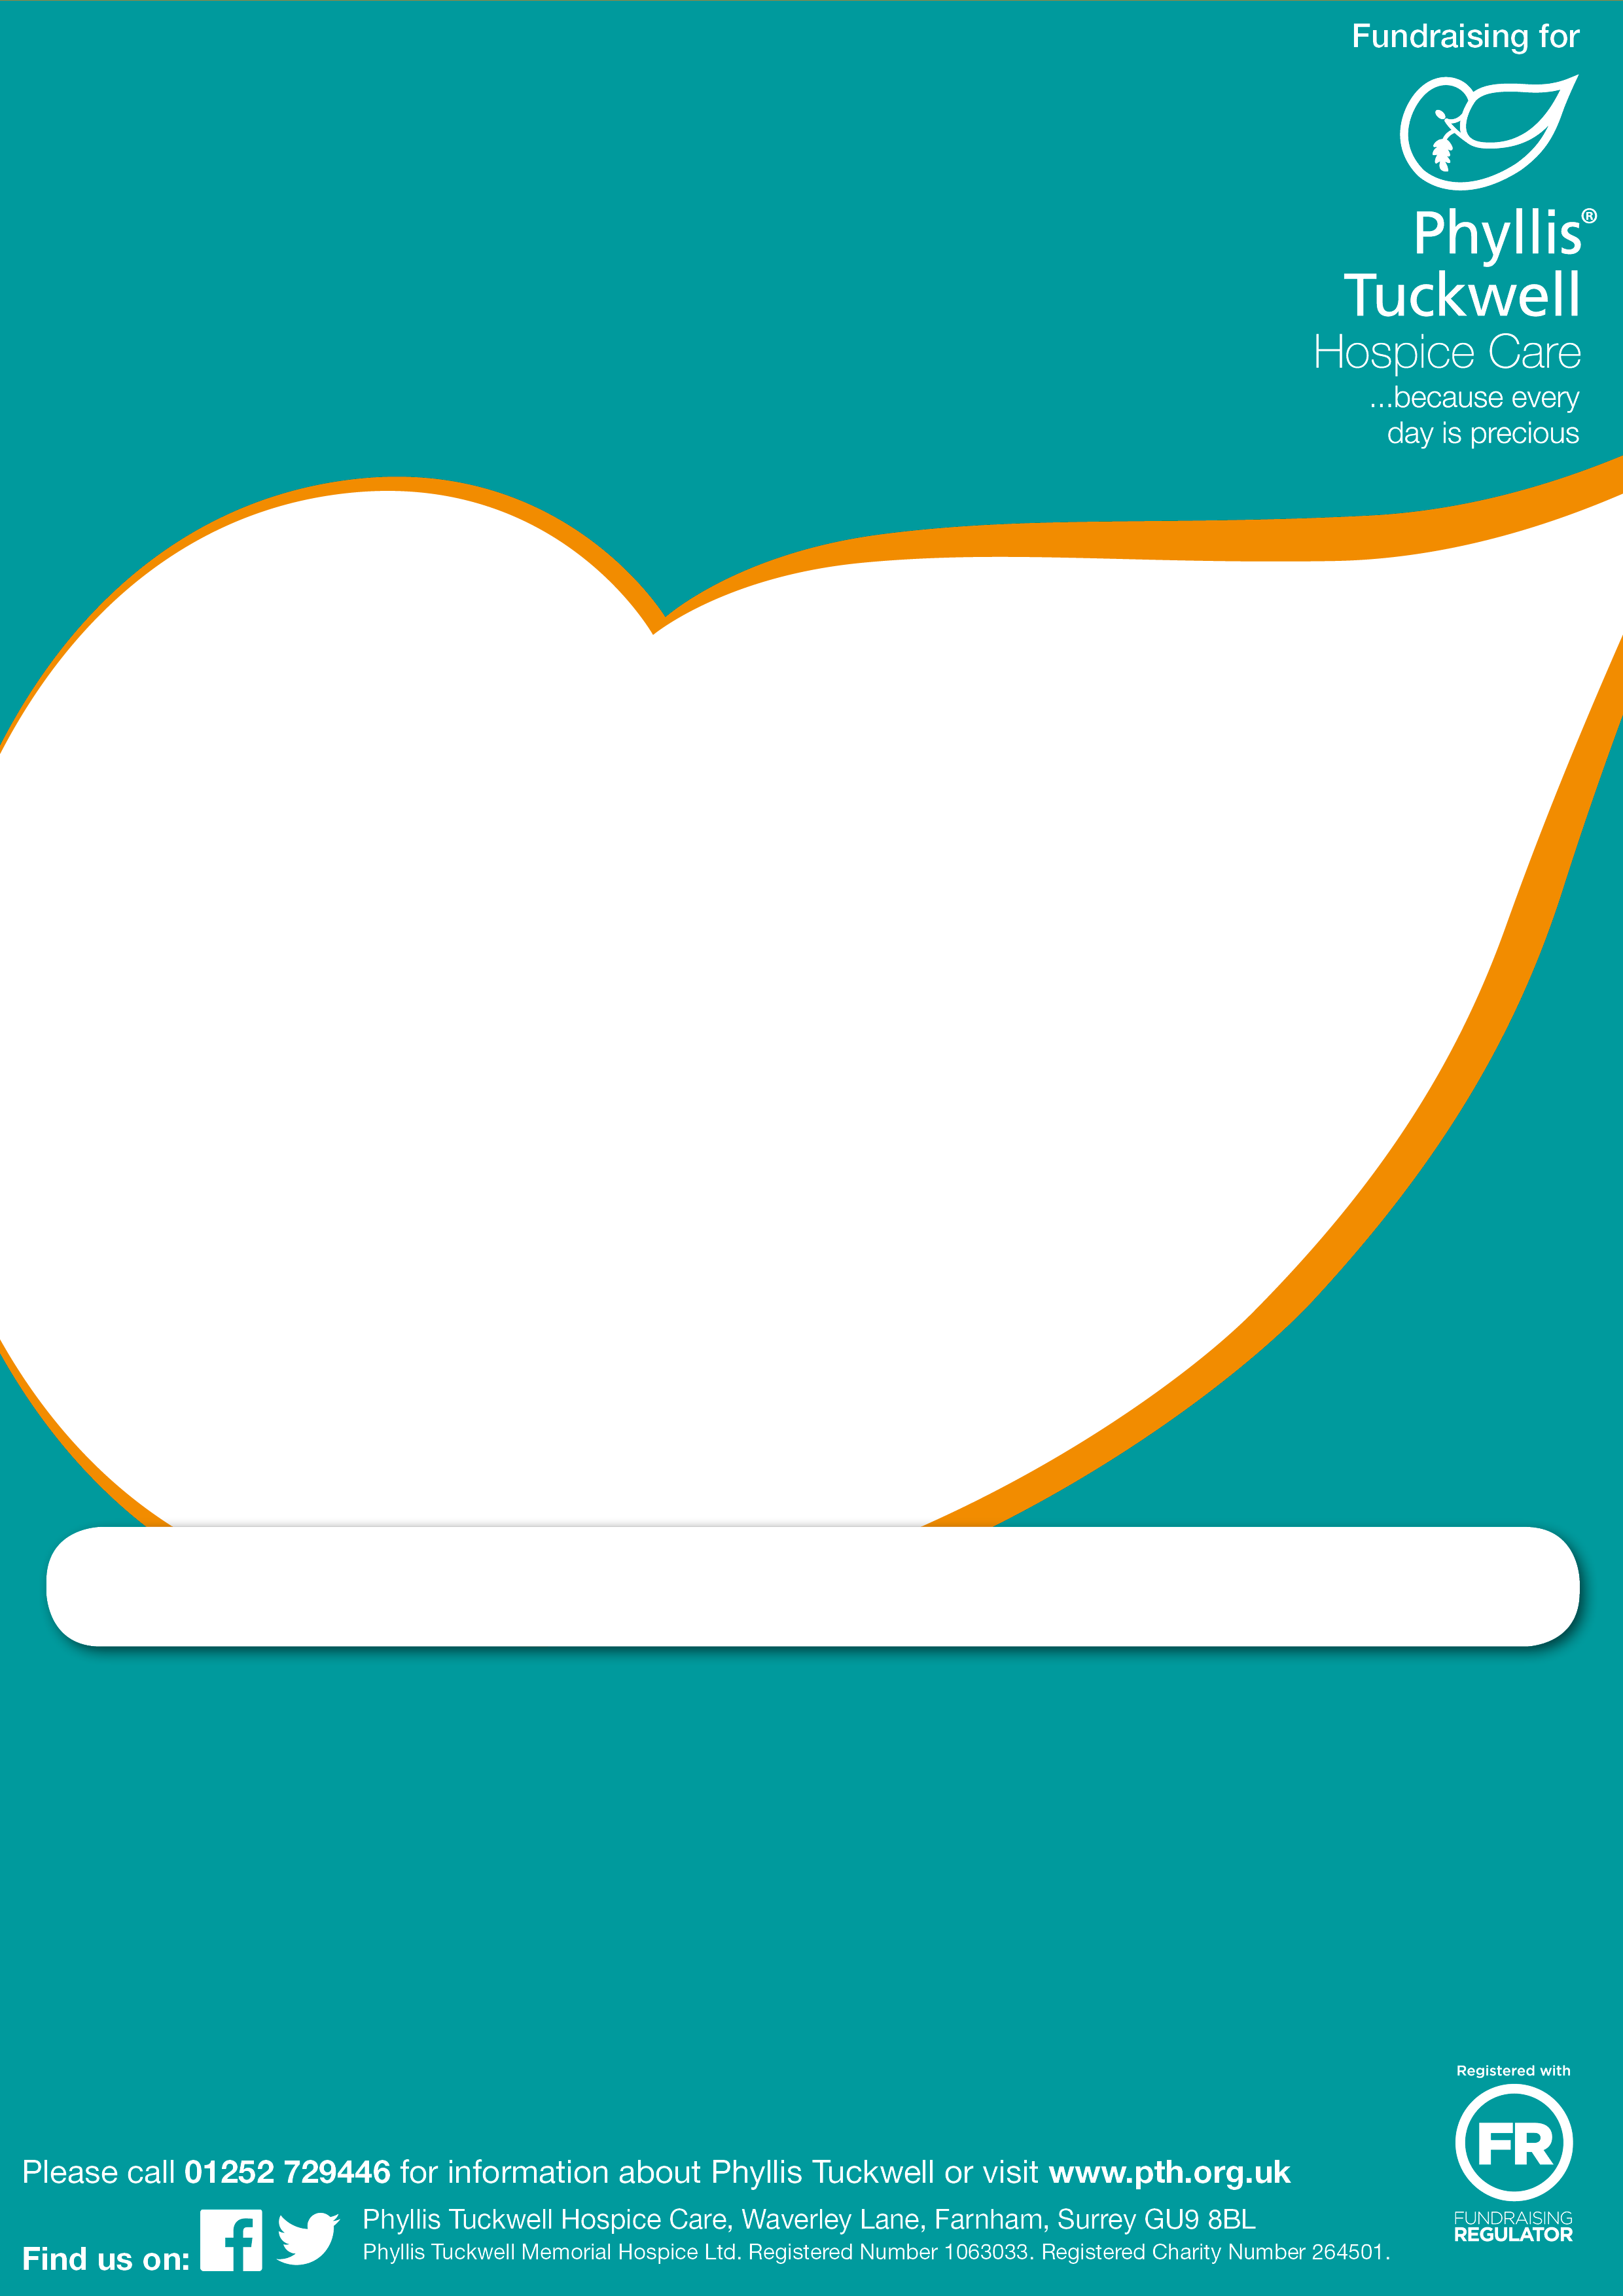 Fundraising for
Phyllis®
Tuckwell
Hospice Care
...because every
day is precious
Registered with
FR
FUNDRAISING
REGULATOR
Please call 01252 729446 for information about Phyllis Tuckwell or visit www.pth.org.uk
Find us on:
Phyllis Tuckwell Hospice Care, Waverley Lane, Farnham, Surrey GU9 8BL
Phyllis Tuckwell Memorial Hospice Ltd. Registered Number 1063033. Registered Charity Number 264501.